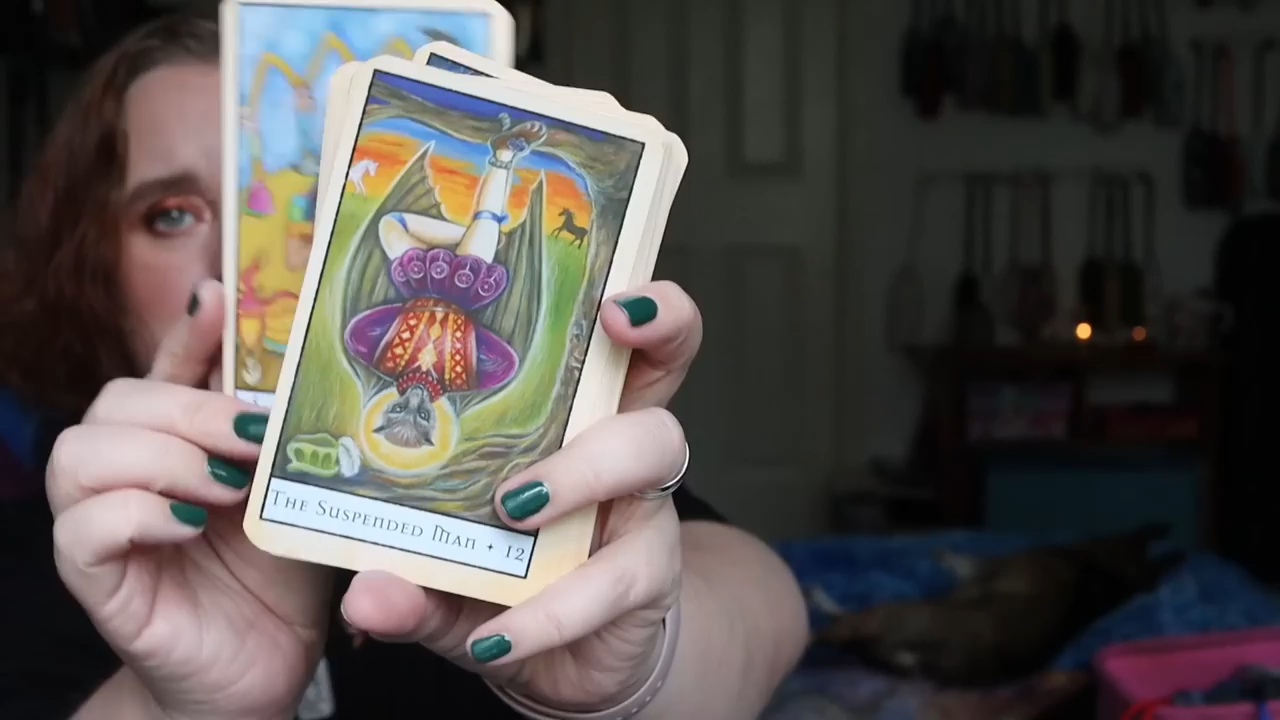 The Suspended Man ✦ 12